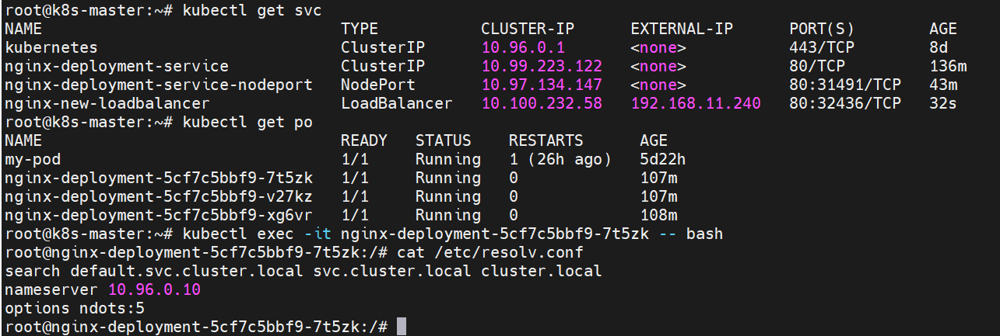 root@k8s-master:~# kubectl get svc
NAME TYPE CLUSTER-IP EXTERNAL-IP PORT(S) AGE
kubernetes ClusterIP 10.96.0.1 <none> 443/TCP 8d
nginx-deployment-service ClusterIP 10.99.223.122 <none> 80/TCP 136m
nginx-deployment-service-nodeport NodePort 10.97.134.147 <none> 80:31491/TCP 43m
nginx-new-loadbalancer LoadBalancer 10.100.232.58 192.168.11.240 80:32436/TCP 32s
root@k8s-master:~# kubectl get po
NAME READY STATUS RESTARTS AGE
my-pod 1/1 Running 1 (26h ago) 5d22h
nginx-deployment-5cf7c5bbf9-7t5zk 1/1 Running 0 107m
nginx-deployment-5cf7c5bbf9-v27kz 1/1 Running 0 107m
nginx-deployment-5cf7c5bbf9-xg6vr 1/1 Running 0 108m
root@k8s-master:~# kubectl exec -it nginx-deployment-5cf7c5bbf9-7t5zk -- bash
root@nginx-deployment-5cf7c5bbf9-7t5zk:/# cat /etc/resolv.conf
search default.svc.cluster.local svc.cluster.local cluster.local
nameserver 10.96.0.10
options ndots:5
root@nginx-deployment-5cf7c5bbf9-7t5zk:/#